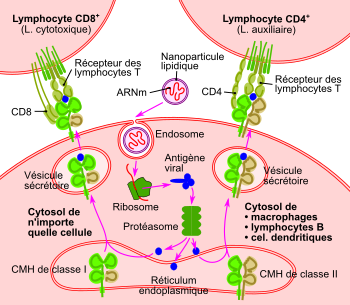 Lymphocyte CD8+
(L. cytotoxique)
Lymphocyte CD4+
(L. auxiliaire)
Récepteur des
lymphocytes T
Nanoparticule
lipidique
ARNm
Récepteur des
lymphocytes T
CD8
CD4
Endosome
Vésicule
sécrétoire
Antigène
viral
Vésicule
sécrétoire
Ribosome
Cytosol de
n'importe
quelle cellule
Protéasome
Cytosol de
• macrophages
• lymphocytes B
• cel. dendritiques
CMH de classe I
Réticulum
endoplasmique
CMH de classe II